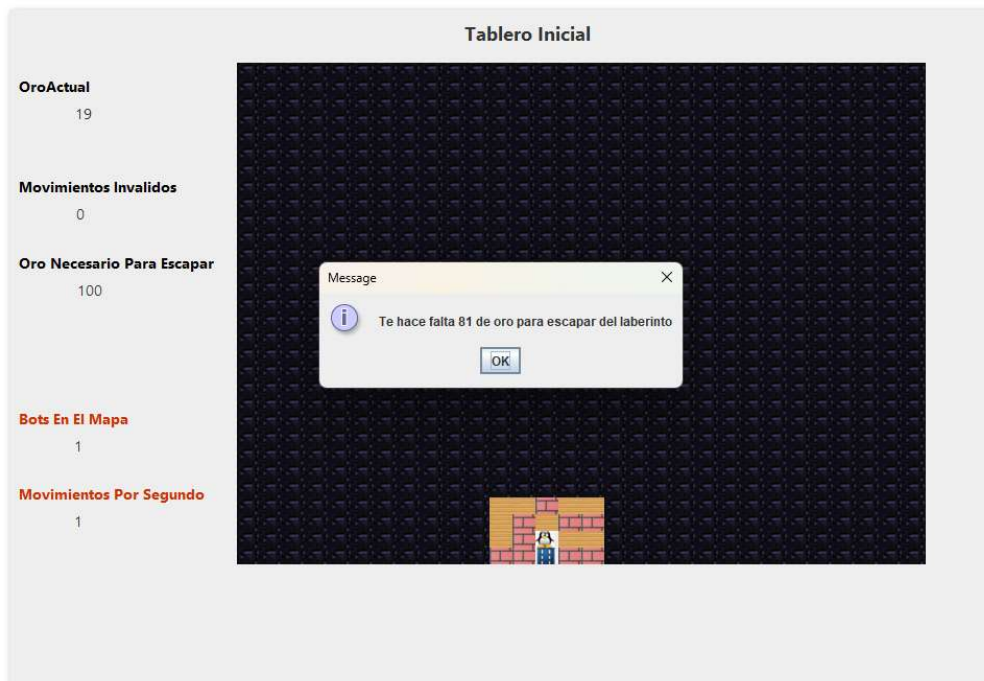 Tablero Inicial
OroActual
19
Movimientos Invalidos
0
Oro Necesario Para Escapar
100
Message
Te hace falta 81 de oro para escapar del laberinto
OK
Bots En El Mapa
1
Movimientos Por Segundo
1